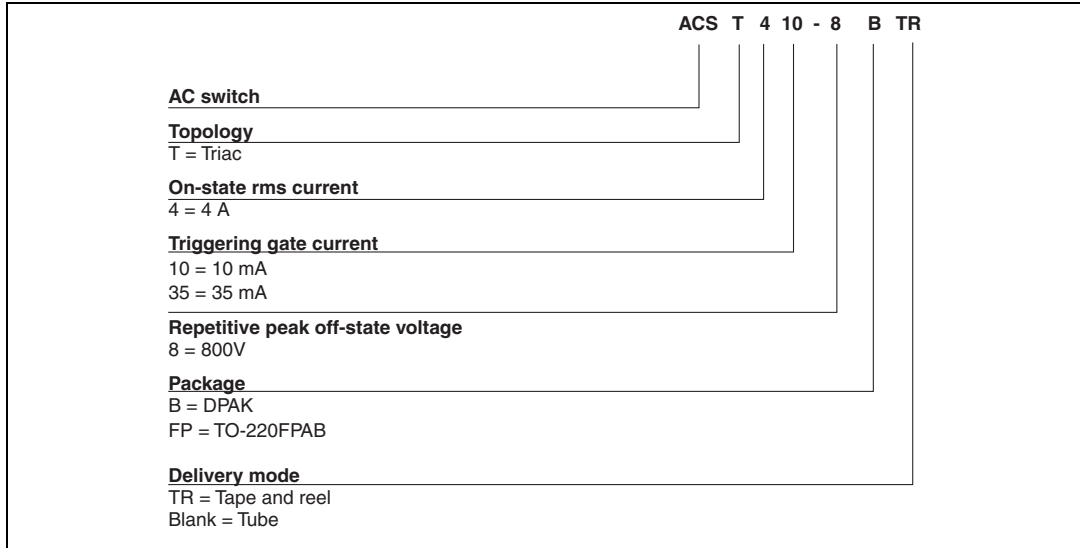 ACS T 4 10 - 8 B TR
AC switch
Topology
T = Triac
On-state rms current
4 = 4 A
Triggering gate current
10 = 10 mA
35 = 35 mA
Repetitive peak off-state voltage
8 = 800V
Package
B = DPAK
FP = TO-220FPAB
Delivery mode
TR = Tape and reel
Blank = Tube